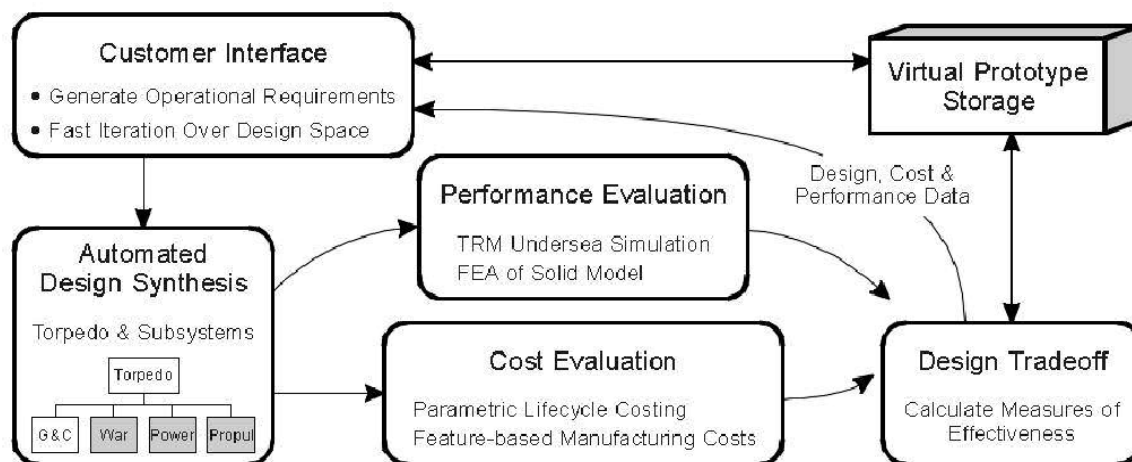 Customer Interface
• Generate Operational Requirements
• Fast Iteration Over Design Space
Virtual Prototype
Storage
Design, Cost &
Performance Data
Performance Evaluation
TRM Undersea Simulation
FEA of Solid Model
Automated
Design Synthesis
Torpedo & Subsystems
Torpedo
G&C War Power Propul
Cost Evaluation
Parametric Lifecycle Costing
Feature-based Manufacturing Costs
Design Tradeoff
Calculate Measures of
Effectiveness